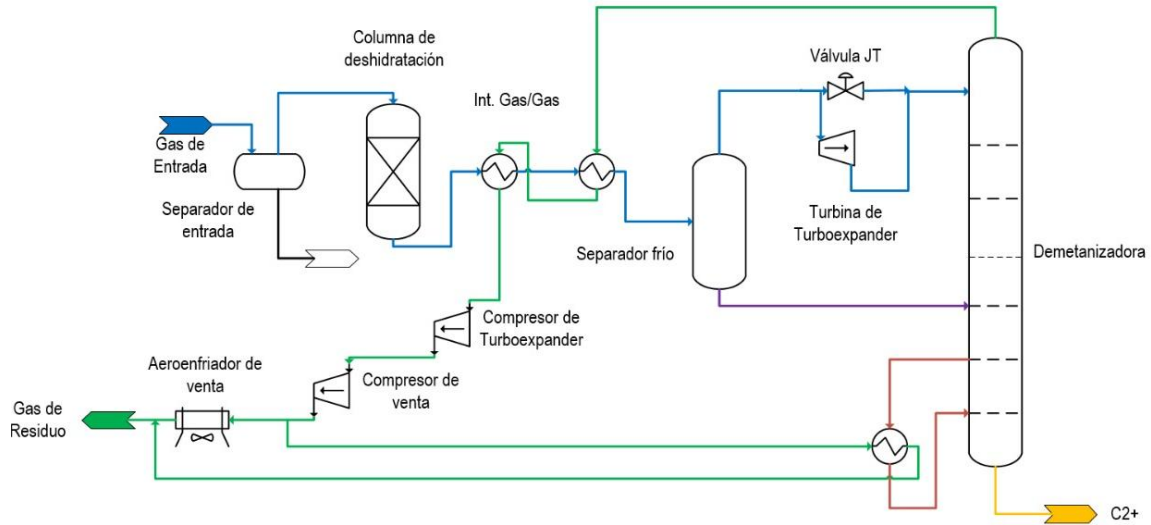 Columna de
deshidratación
Válvula JT
Int. Gas/Gas
Gas de
Entrada
Separador de
entrada
Turbina de
Turboexpander
Separador frío
Demetanizadora
Compresor de
Turboexpander
Aeroenfriador de
venta
Compresor de
venta
Gas de
Residuo
C2+